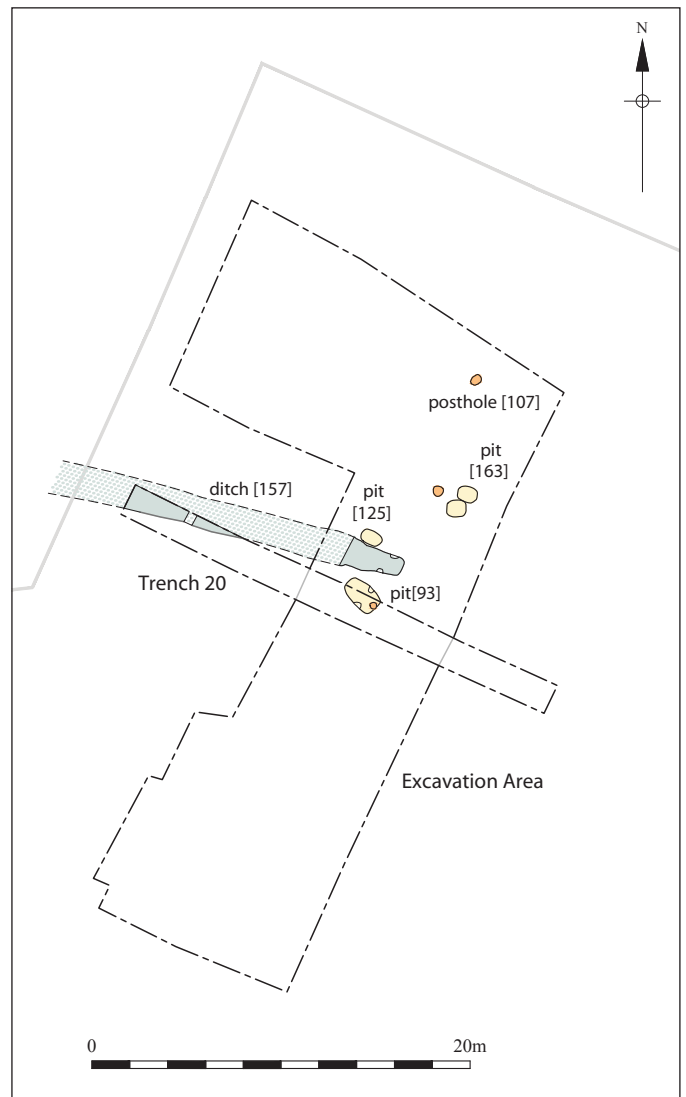 N
posthole [107]
pit
[163]
ditch [157]
pit
[125]
Trench 20
pit[93]
Excavation Area
0
20m